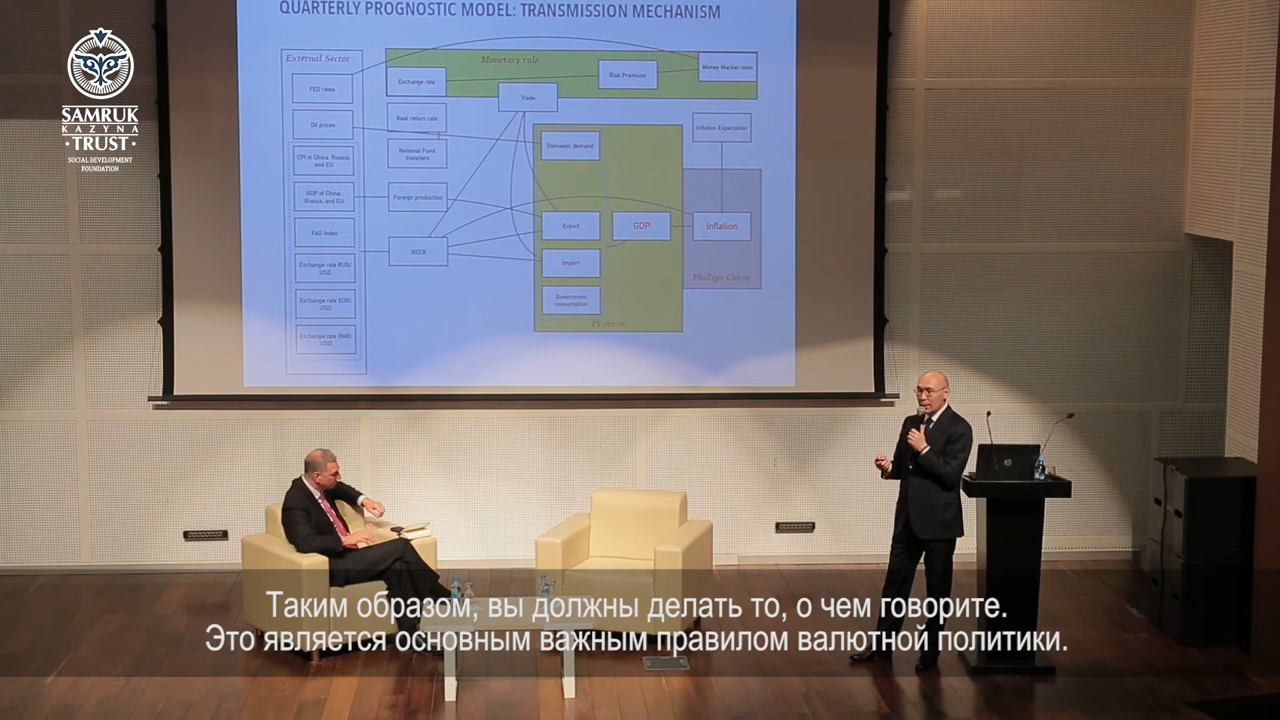 QUARTERLY PROGNOSTIC MODEL: TRANSMISSION MECHANISM
SAMRUK
KAZYNA
·TRUST·
SOCIAL DEVELOPMENT
FOUNDATION
External Sector
FED rates
Oil prices
CPI in China, Russia,
and EU
GDP of China,
Russia, and EU
FAO index
Exchange rate RUB/
USD
Exchange rate EUR/
USD
Exchange rate RMB/
USD
Monetary rule
Exchange rate
Risk Premium
Money Market rates
Trade
Real return rate
National Fund
transfers
Foreign production
REER
Domestic demand
Export
Import
Government
consumption
GDP
IS curve
Inflation Expectation
Inflation
Phillips Curve
hp
Таким образом, вы должны делать то, о чем говорите.
Это является основным важным правилом валютной политики.